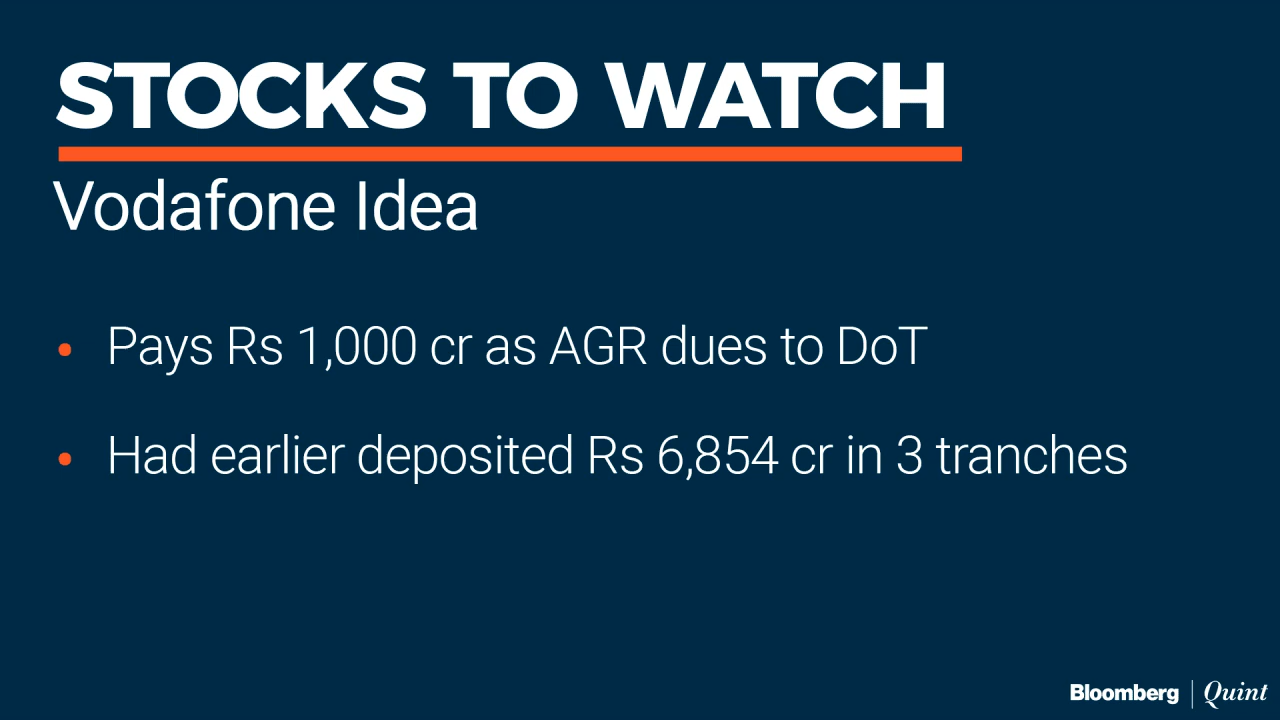 STOCKS TO WATCH
Vodafone Idea
• Pays Rs 1,000 cr as AGR dues to DoT
• Had earlier deposited Rs 6,854 cr in 3 tranches
Bloomberg | Quint